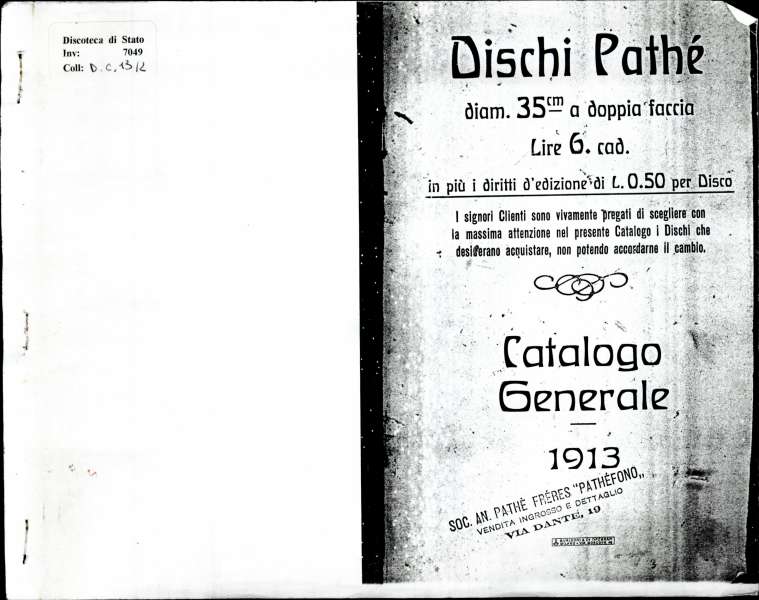 Discoteca di Stato
Inv: 7049
Coll: D.C. 13/2
Dischi Pathé
diam. 35cm a doppia faccia
Lire 6. cad.
in più i diritti d'edizione di L. 0.50 per Disco
I signori Clienti sono vivamente pregati di scegliere con
la massima attenzione nel presente Catalogo i Dischi che
desiderano acquistare, non potendo accordarne il cambio.
Catalogo
Generale
1913
SOC. AN. PATHÈ FRÉRES "PATHÉFONO"
VENDITA INGROSSO E DETTAGLIO
VIA DANTE, 19